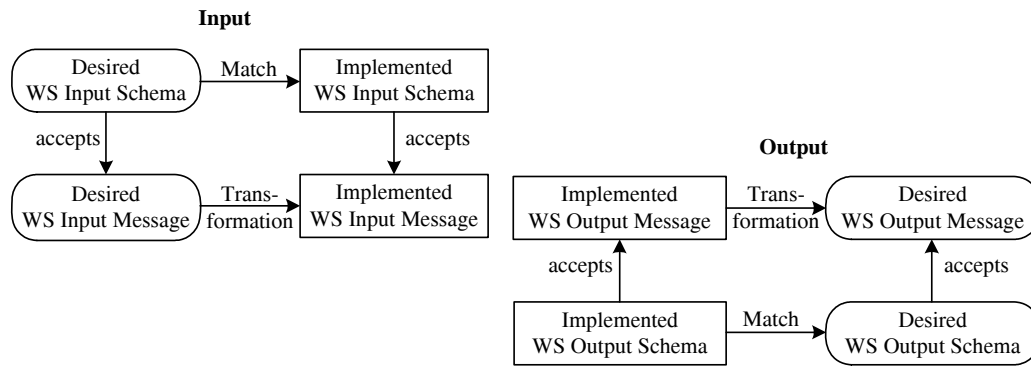 Input
Desired
WS Input Schema
Match
Implemented
WS Input Schema
accepts
accepts
Desired
WS Input Message
Trans-
formation
Implemented
WS Input Message
Output
Implemented
WS Output Message
Trans-
formation
Desired
WS Output Message
accepts
accepts
Implemented
WS Output Schema
Match
Desired
WS Output Schema